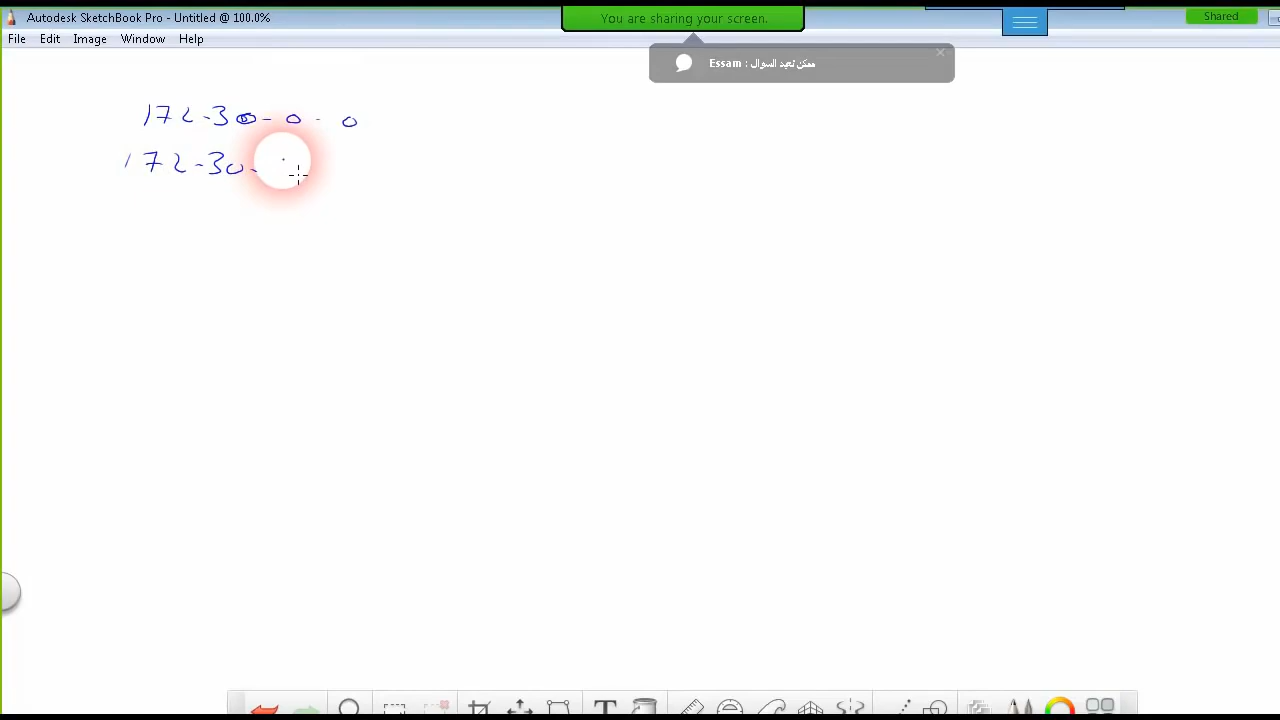 Autodesk SketchBook Pro - Untitled @ 100.0%
You are sharing your screen.
Shared
File Edit Image Window Help
Essam : ممكن تعيد السوال
172-30-0-0
172-30-